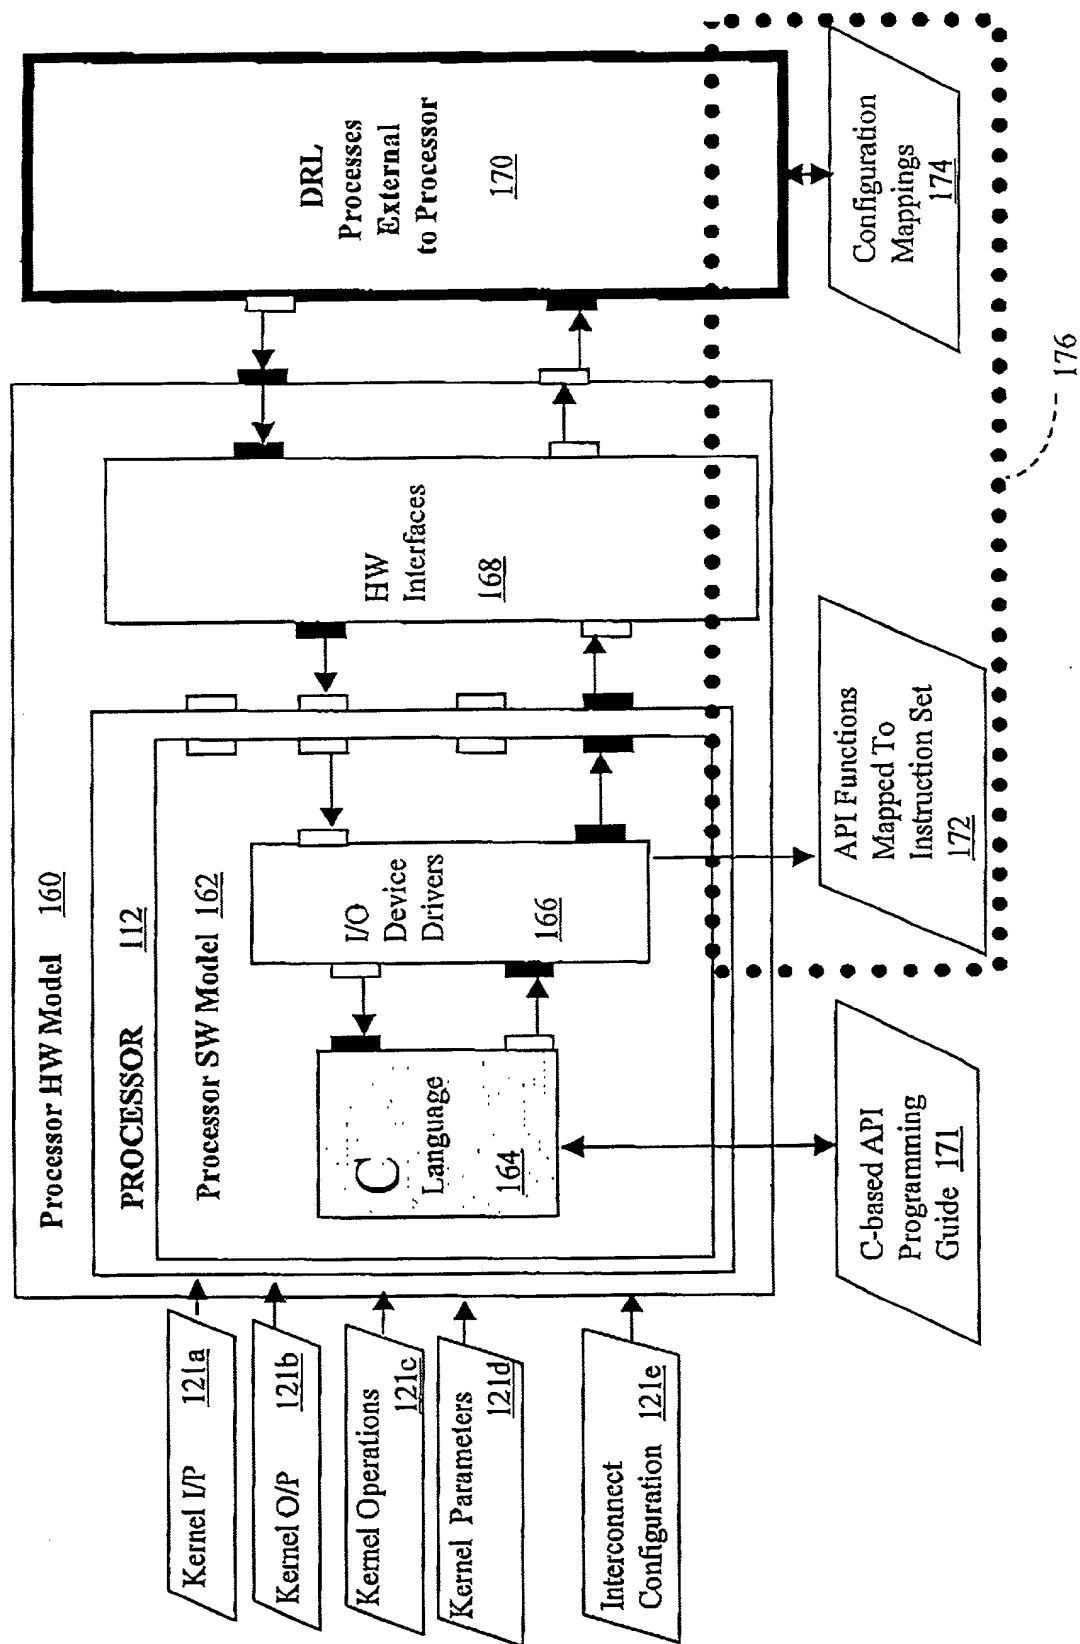 Processor HW Model 160
PROCESSOR 112
Processor SW Model 162
C
Language
164
I/O
Device
Drivers
166
HW
Interfaces
168
DRL
Processes
External
to Processor
170
Kernel I/P 121a
Kernel O/P 121b
Kernel Operations
121c
Kernel Parameters
121d
Interconnect
Configuration 121e
C-based API
Programming
Guide 171
API Functions
Mapped To
Instruction Set
172
Configuration
Mappings
174
176